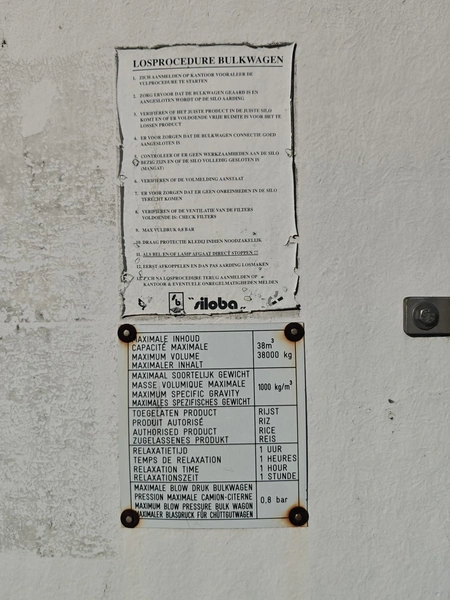 LOSPROCEDURE BULKWAGEN
1. ZICH AANMELDEN OP KANTOOR VOORALEER DE
VULPROCEDURE TE STARTEN
2. ZORG ERVOOR DAT DE BULKWAGEN GEAARD IS EN
AANGESLOTEN WORDT OP DE SILO AARDING
3. VERIFIEREN OF HET JUISTE PRODUCT IN DE JUISTE SILO
KOMT EN OF ER VOLDOENDE VRIJE RUIMTE IS VOOR HET TE
LOSSEN PRODUCT
4. ER VOOR ZORGEN DAT DE BULKWAGEN CONNECTIE GOED
AANGESLOTEN IS
5. CONTROLEER OF ER GEEN WERKZAAMHEDEN AAN DE SILO
BEZIG ZIJN EN OF DE SILO VOLLEDIG GESLOTEN IS
(MANGAT)
6. VERIFIEREN OF DE VOLMELDING AANSTAAT
7. ER VOOR ZORGEN DAT ER GEEN ONREINHEDEN IN DE SILO
TERECHT KOMEN
8. VERIFIEREN OF DE VENTILATIE VAN DE FILTERS
VOLDOENDE IS: CHECK FILTERS
9. MAX VULDRUK 0.8 BAR
10. DRAAG PROTECTIE KLEDIJ INDIEN NOODZAKELIJK
11. ALS BEL EN/OF LAMP AFGAAT DIRECT STOPPEN !!!
12. EERST AFKOPPELEN EN DAN PAS AARDING LOSMAKEN
ZICH NA LOSPROCEDURE TERUG AANMELDEN OP
KANTOOR & EVENTUELE ONREGELMATIGHEDEN MELDEN
"siloba"
MAXIMALE INHOUD
CAPACITÉ MAXIMALE 38m³
MAXIMUM VOLUME 38000 kg
MAXIMALER INHALT
MAXIMAAL SOORTELIJK GEWICHT
MASSE VOLUMIQUE MAXIMALE 1000 kg/m³
MAXIMUM SPECIFIC GRAVITY
MAXIMALES SPEZIFISCHES GEWICHT
TOEGELATEN PRODUCT RIJST
PRODUIT AUTORISÉ RIZ
AUTHORISED PRODUCT RICE
ZUGELASSENES PRODUKT REIS
RELAXATIETIJD 1 UUR
TEMPS DE RELAXATION 1 HEURES
RELAXATION TIME 1 HOUR
RELAXATIONSZEIT 1 STUNDE
MAXIMALE BLOW DRUK BULKWAGEN
PRESSION MAXIMALE CAMION-CITERNE 0,8 bar
MAXIMUM BLOW PRESSURE BULK WAGON
MAXIMALER BLASDRUCK FÜR CHÜTTGUTWAGEN